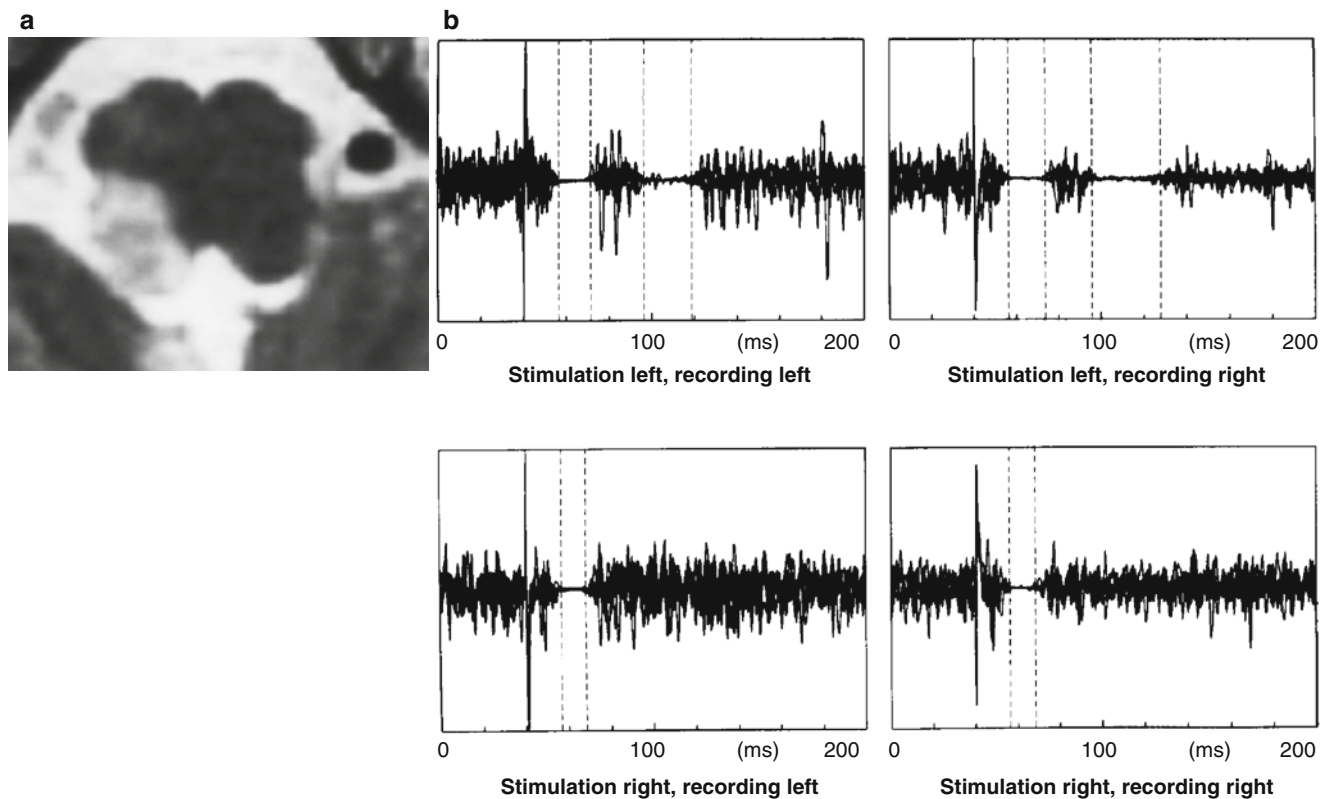 a
b
0 100 (ms) 200
Stimulation left, recording left
0 100 (ms) 200
Stimulation left, recording right
0 100 (ms) 200
Stimulation right, recording left
0 100 (ms) 200
Stimulation right, recording right